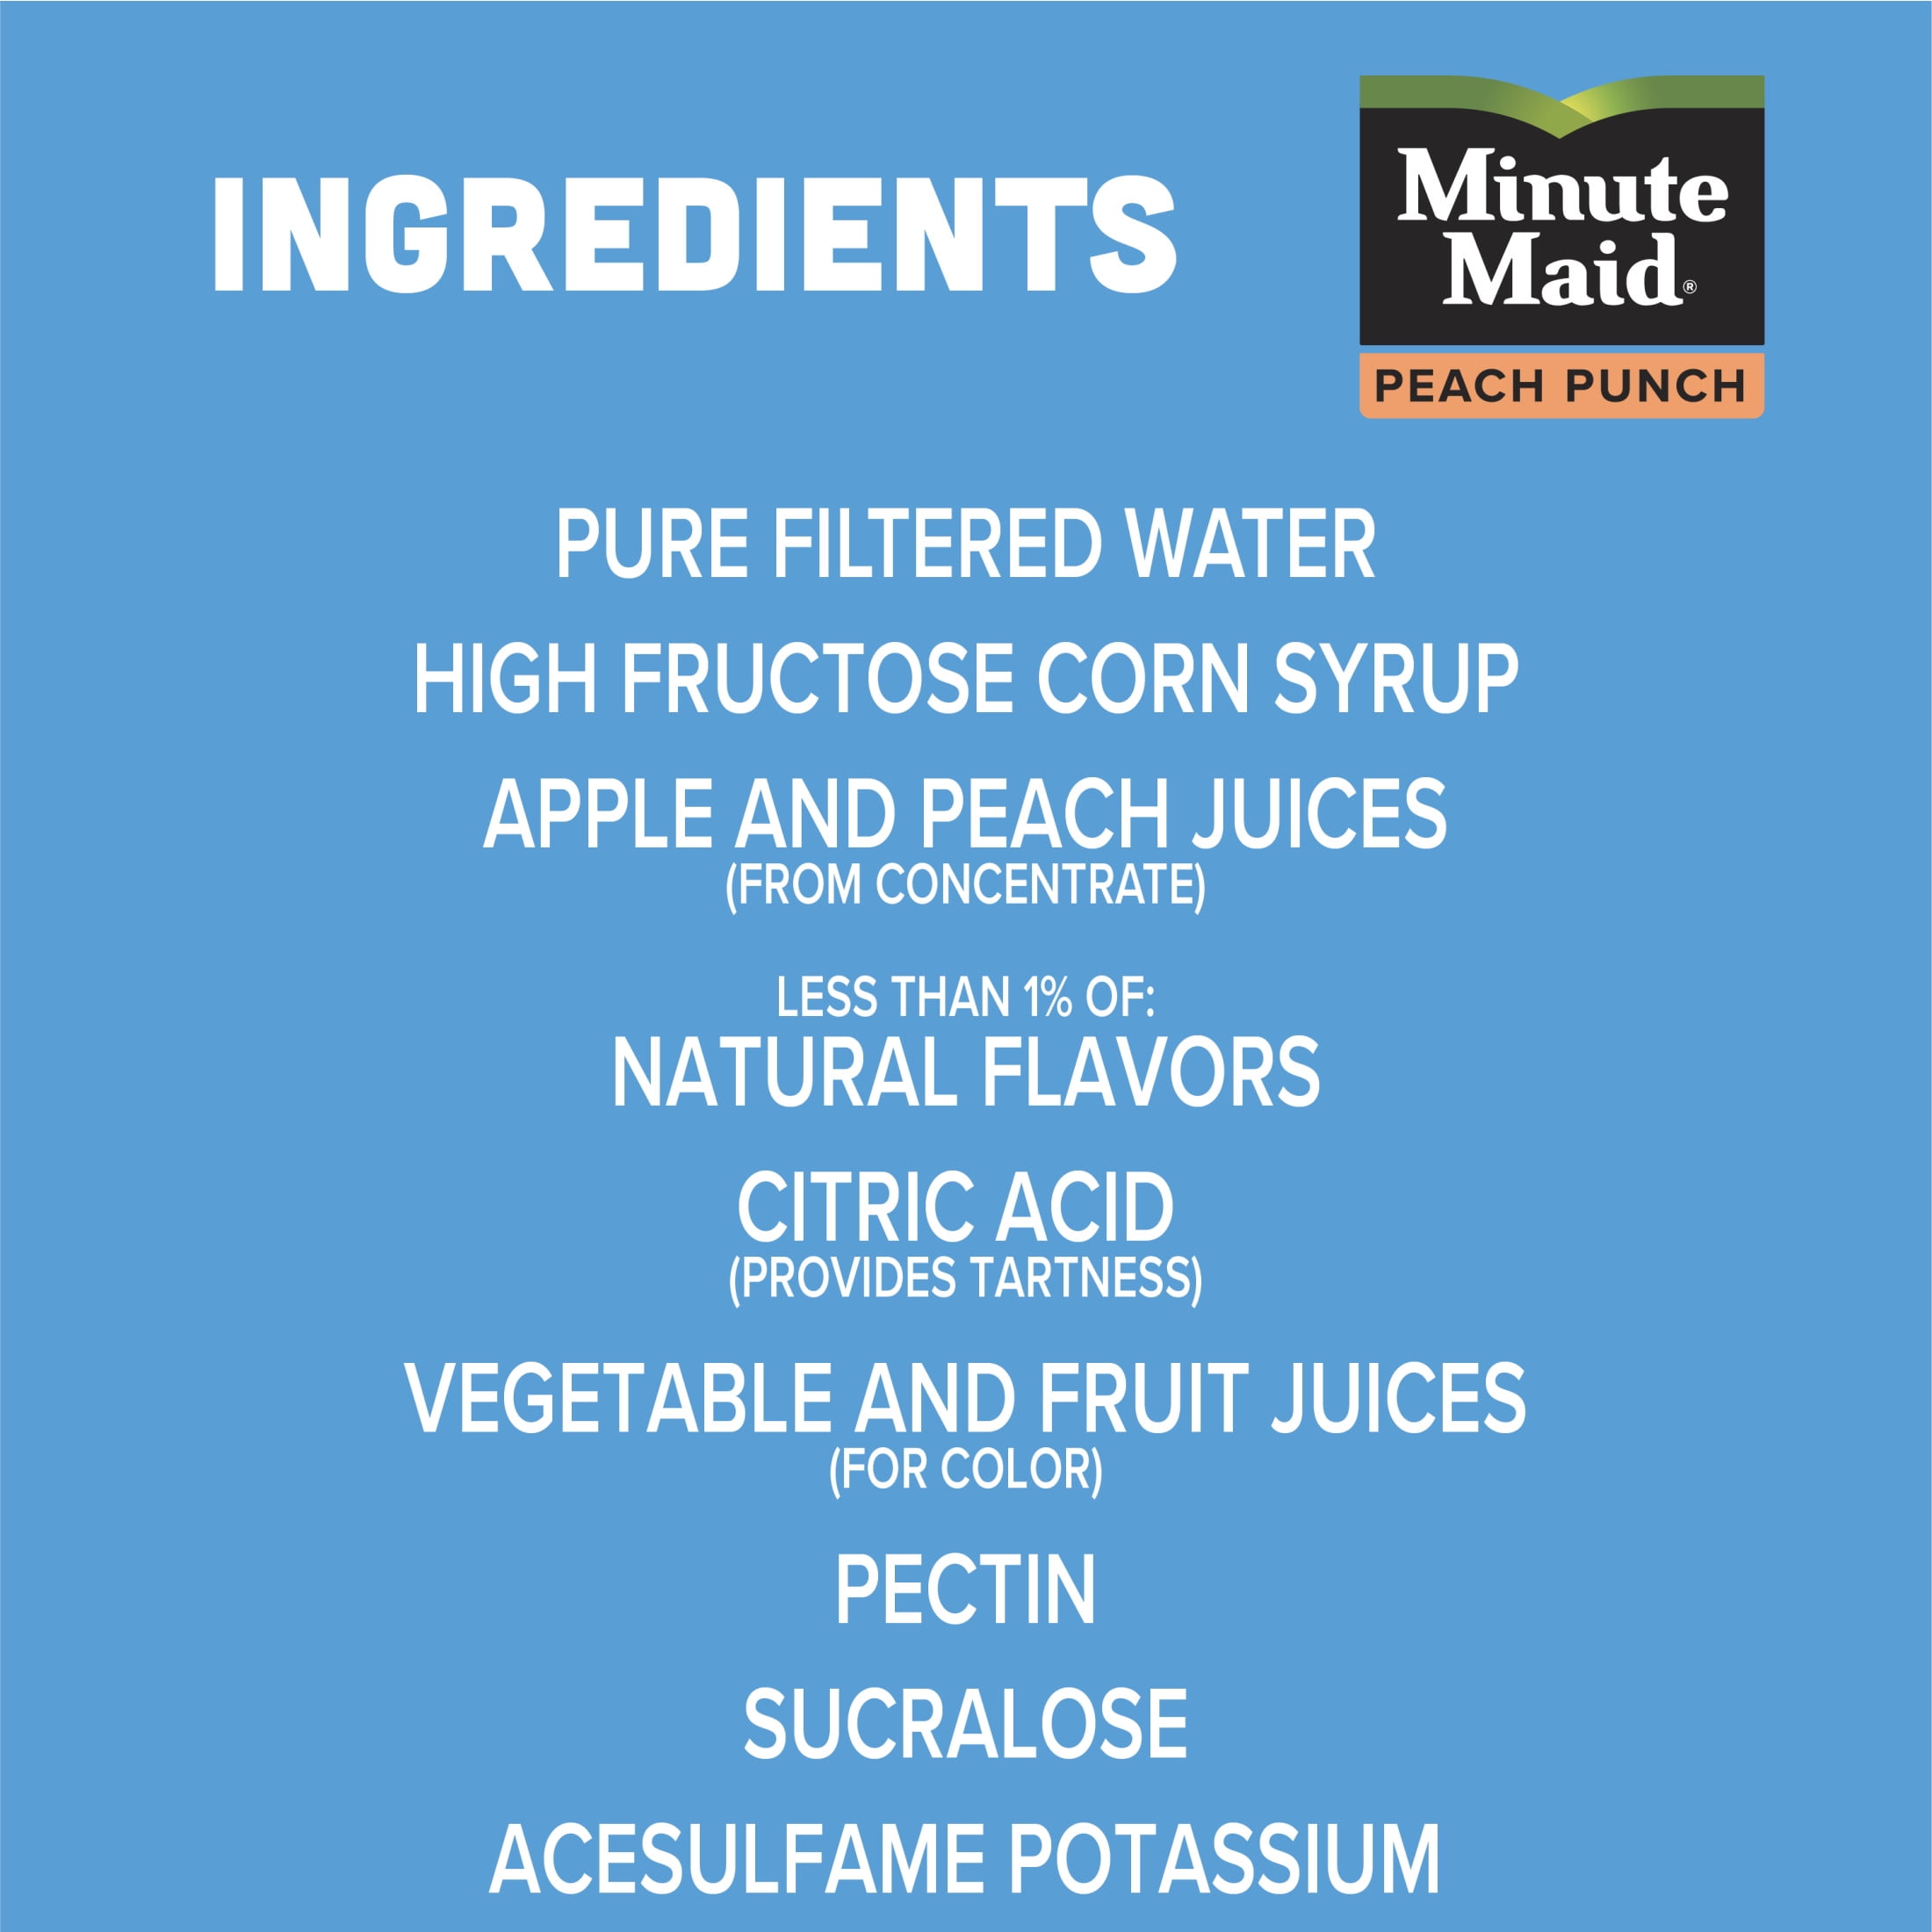 INGREDIENTS
Minute
Maid®
PEACH PUNCH
PURE FILTERED WATER
HIGH FRUCTOSE CORN SYRUP
APPLE AND PEACH JUICES
(FROM CONCENTRATE)
LESS THAN 1% OF:
NATURAL FLAVORS
CITRIC ACID
(PROVIDES TARTNESS)
VEGETABLE AND FRUIT JUICES
(FOR COLOR)
PECTIN
SUCRALOSE
ACESULFAME POTASSIUM